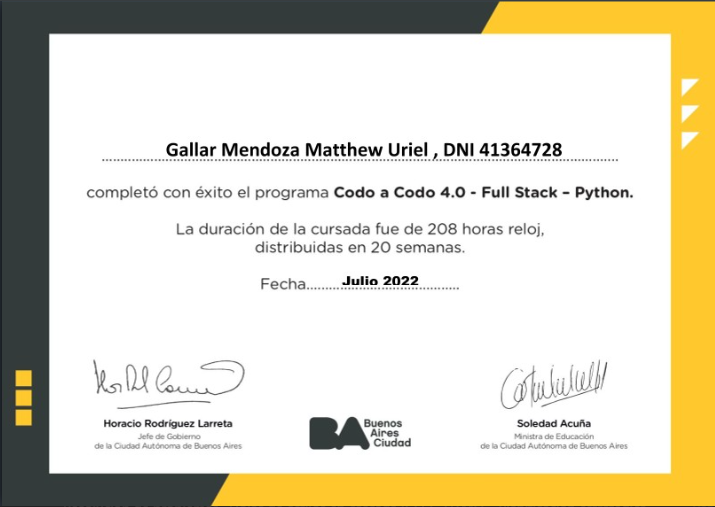 Gallar Mendoza Matthew Uriel , DNI 41364728
completó con éxito el programa Codo a Codo 4.0 - Full Stack – Python.
La duración de la cursada fue de 208 horas reloj,
distribuidas en 20 semanas.
Fecha......... Julio 2022 ..........
Horacio Rodríguez Larreta
Jefe de Gobierno
de la Ciudad Autónoma de Buenos Aires
BA Buenos
Aires
Ciudad
Soledad Acuña
Ministra de Educación
de la Ciudad Autónoma de Buenos Aires